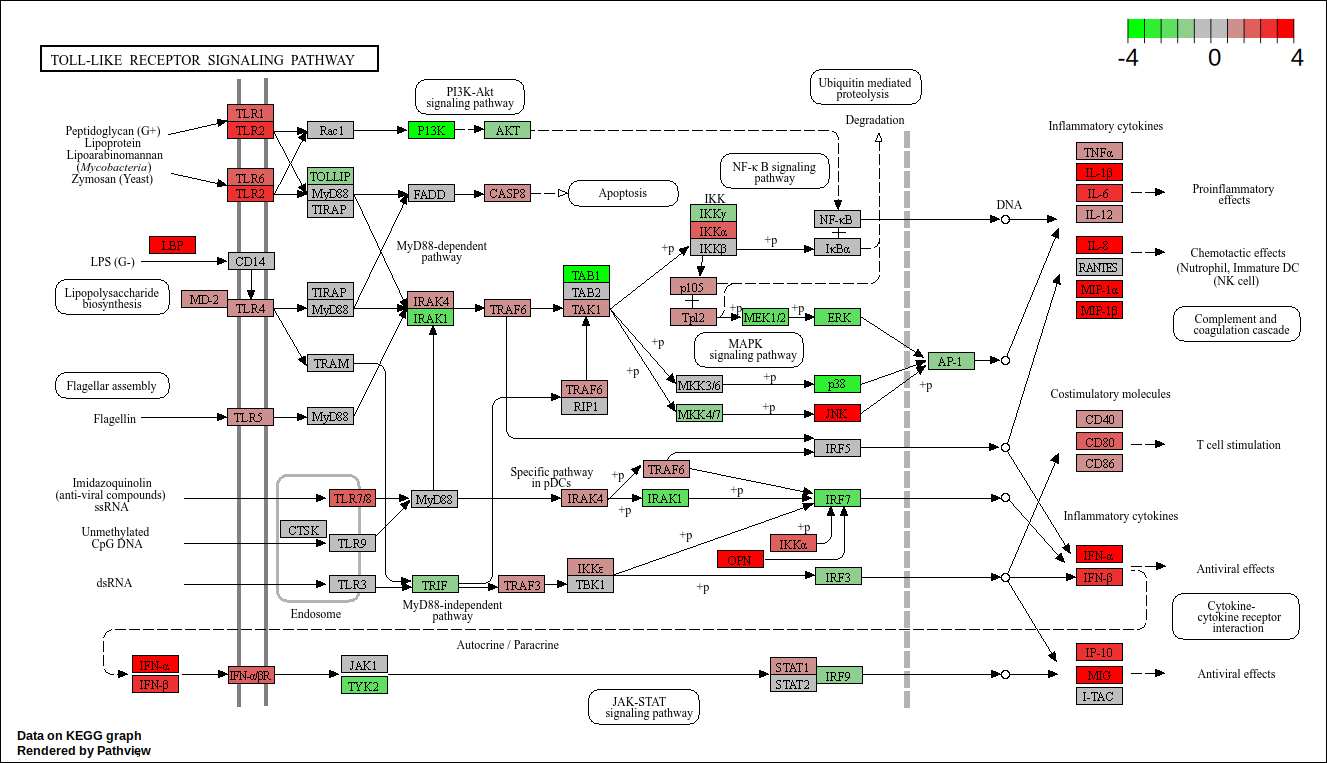 -4 0 4
TOLL-LIKE RECEPTOR SIGNALING PATHWAY
PI3K-Akt
signaling pathway
Ubiquitin mediated
proteolysis
Degradation
Peptidoglycan (G+)
Lipoprotein
Lipoarabinomannan
(Mycobacteria)
Zymosan (Yeast)
TLR1
TLR2
TLR6
TLR2
Rac1
PI3K
AKT
TOLLIP
MyD88
TIRAP
FADD
CASP8
Apoptosis
NF-κ B signaling
pathway
IKK
IKKγ
IKKα
IKKβ
+p
+p
NF-κB
IκBα
DNA
Inflammatory cytokines
TNFα
IL-1β
IL-6
IL-12
Proinflammatory
effects
IL-8
RANTES
MIP-1α
MIP-1β
Chemotactic effects
(Nutrophil, Immature DC
(NK cell)
Complement and
coagulation cascade
LBP
LPS (G-)
CD14
Lipopolysaccharide
biosynthesis
MD-2
TLR4
TIRAP
MyD88
MyD88-dependent
pathway
IRAK4
IRAK1
TRAF6
TAB1
TAB2
TAK1
p105
Tpl2
+p
MEK1/2
+p
ERK
MAPK
signaling pathway
TRAM
+p
+p
MKK3/6
+p
p38
MKK4/7
+p
JNK
AP-1
+p
Flagellar assembly
Flagellin
TLR5
MyD88
TRAF6
RIP1
Costimulatory molecules
CD40
CD80
CD86
T cell stimulation
IRF5
Imidazoquinolin
(anti-viral compounds)
ssRNA
TLR7/8
MyD88
Specific pathway
in pDCs
IRAK4
+p
+p
TRAF6
IRAK1
+p
IRF7
Unmethylated
CpG DNA
CTSK
TLR9
+p
+p
IKKα
OPN
Inflammatory cytokines
IFN-α
IFN-β
Antiviral effects
dsRNA
TLR3
Endosome
TRIF
MyD88-independent
pathway
TRAF3
IKKε
TBK1
+p
IRF3
Cytokine-
cytokine receptor
interaction
Autocrine / Paracrine
IFN-α
IFN-β
IFN-αβR
JAK1
TYK2
STAT1
STAT2
IRF9
JAK-STAT
signaling pathway
IP-10
MIG
I-TAC
Antiviral effects
Data on KEGG graph
Rendered by Pathview